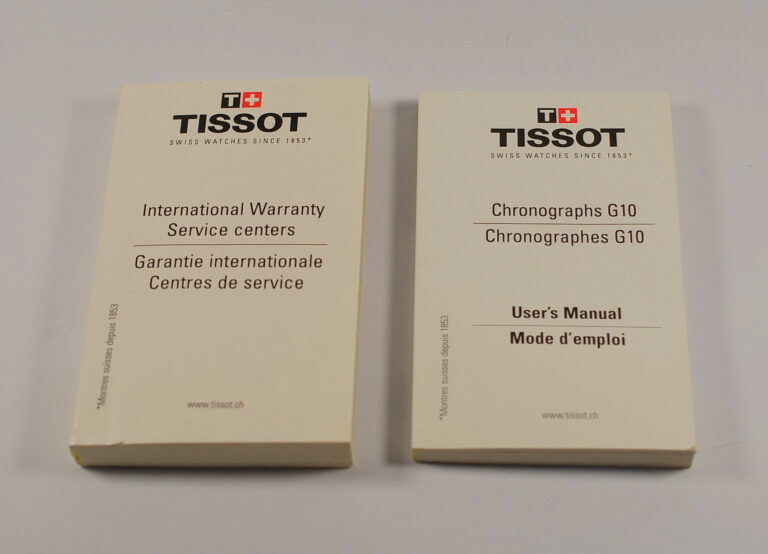 T+
TISSOT
SWISS WATCHES SINCE 1853*
International Warranty
Service centers
Garantie internationale
Centres de service
*Montres suisses depuis 1853
www.tissot.ch
T+
TISSOT
SWISS WATCHES SINCE 1853*
Chronographs G10
Chronographes G10
User's Manual
Mode d'emploi
*Montres suisses depuis 1853
www.tissot.ch